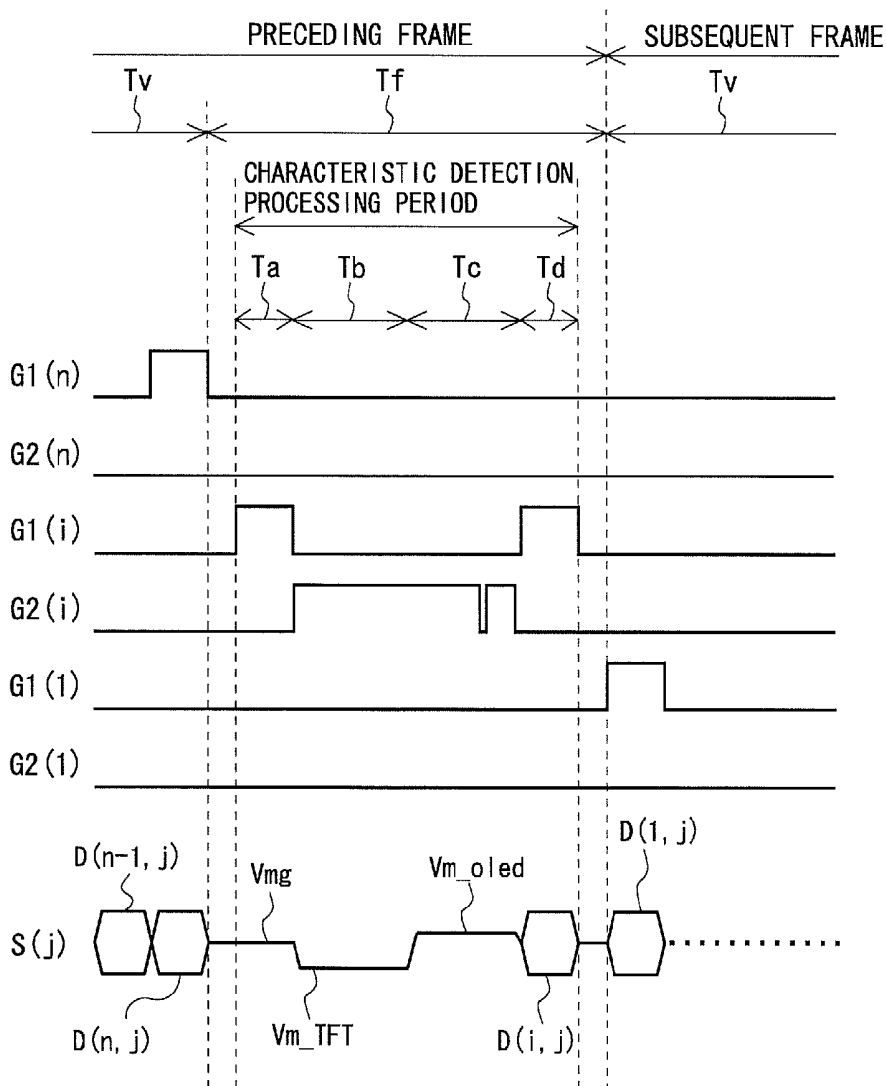 PRECEDING FRAME
SUBSEQUENT FRAME
Tv
Tf
Tv
CHARACTERISTIC DETECTION
PROCESSING PERIOD
Ta
Tb
Tc
Td
G1(n)
G2(n)
G1(i)
G2(i)
G1(1)
G2(1)
D(n-1, j)
Vmg
Vm_oled
D(1, j)
S(j)
D(n, j)
Vm_TFT
D(i, j)